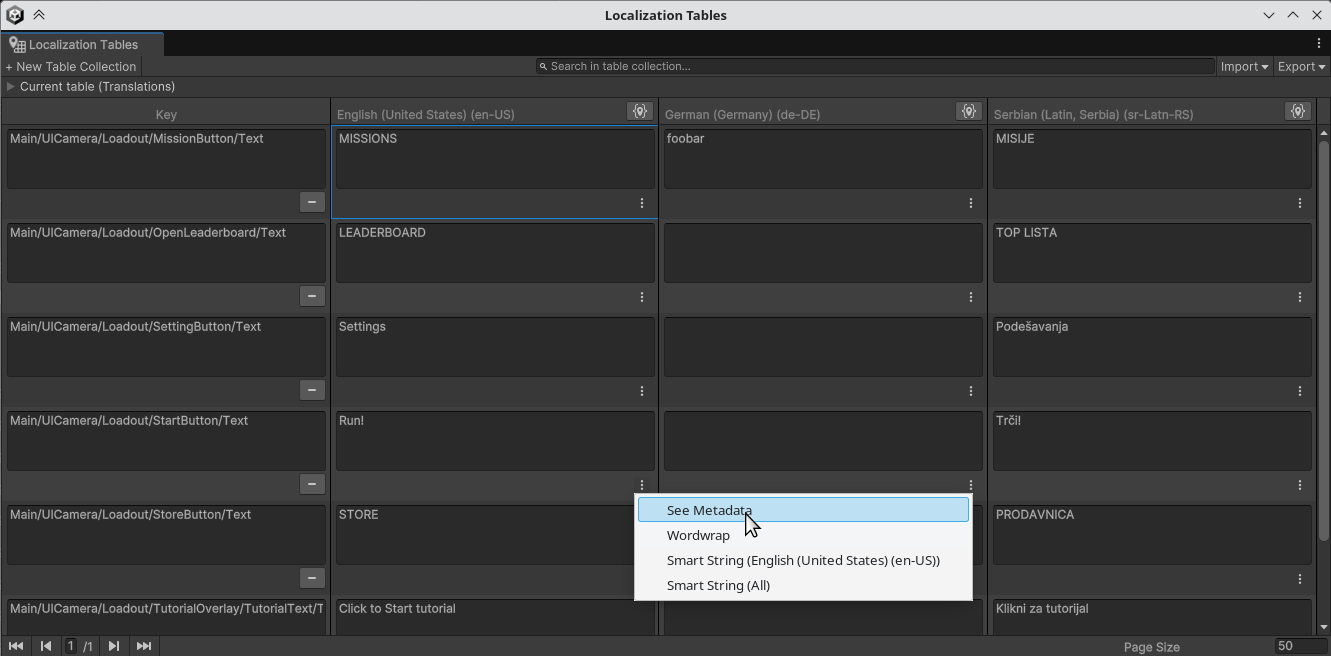 Localization Tables
Localization Tables
+ New Table Collection
Search in table collection...
Import
Export
Current table (Translations)
Key
English (United States) (en-US)
German (Germany) (de-DE)
Serbian (Latin, Serbia) (sr-Latn-RS)
Main/UICamera/Loadout/MissionButton/Text
MISSIONS
foobar
MISIJE
Main/UICamera/Loadout/OpenLeaderboard/Text
LEADERBOARD
TOP LISTA
Main/UICamera/Loadout/SettingButton/Text
Settings
Podešavanja
Main/UICamera/Loadout/StartButton/Text
Run!
Trči!
Main/UICamera/Loadout/StoreButton/Text
STORE
PRODAVNICA
See Metadata
Wordwrap
Smart String (English (United States) (en-US))
Smart String (All)
Main/UICamera/Loadout/TutorialOverlay/TutorialText/T
Click to Start tutorial
Klikni za tutorijal
1 /1
Page Size
50